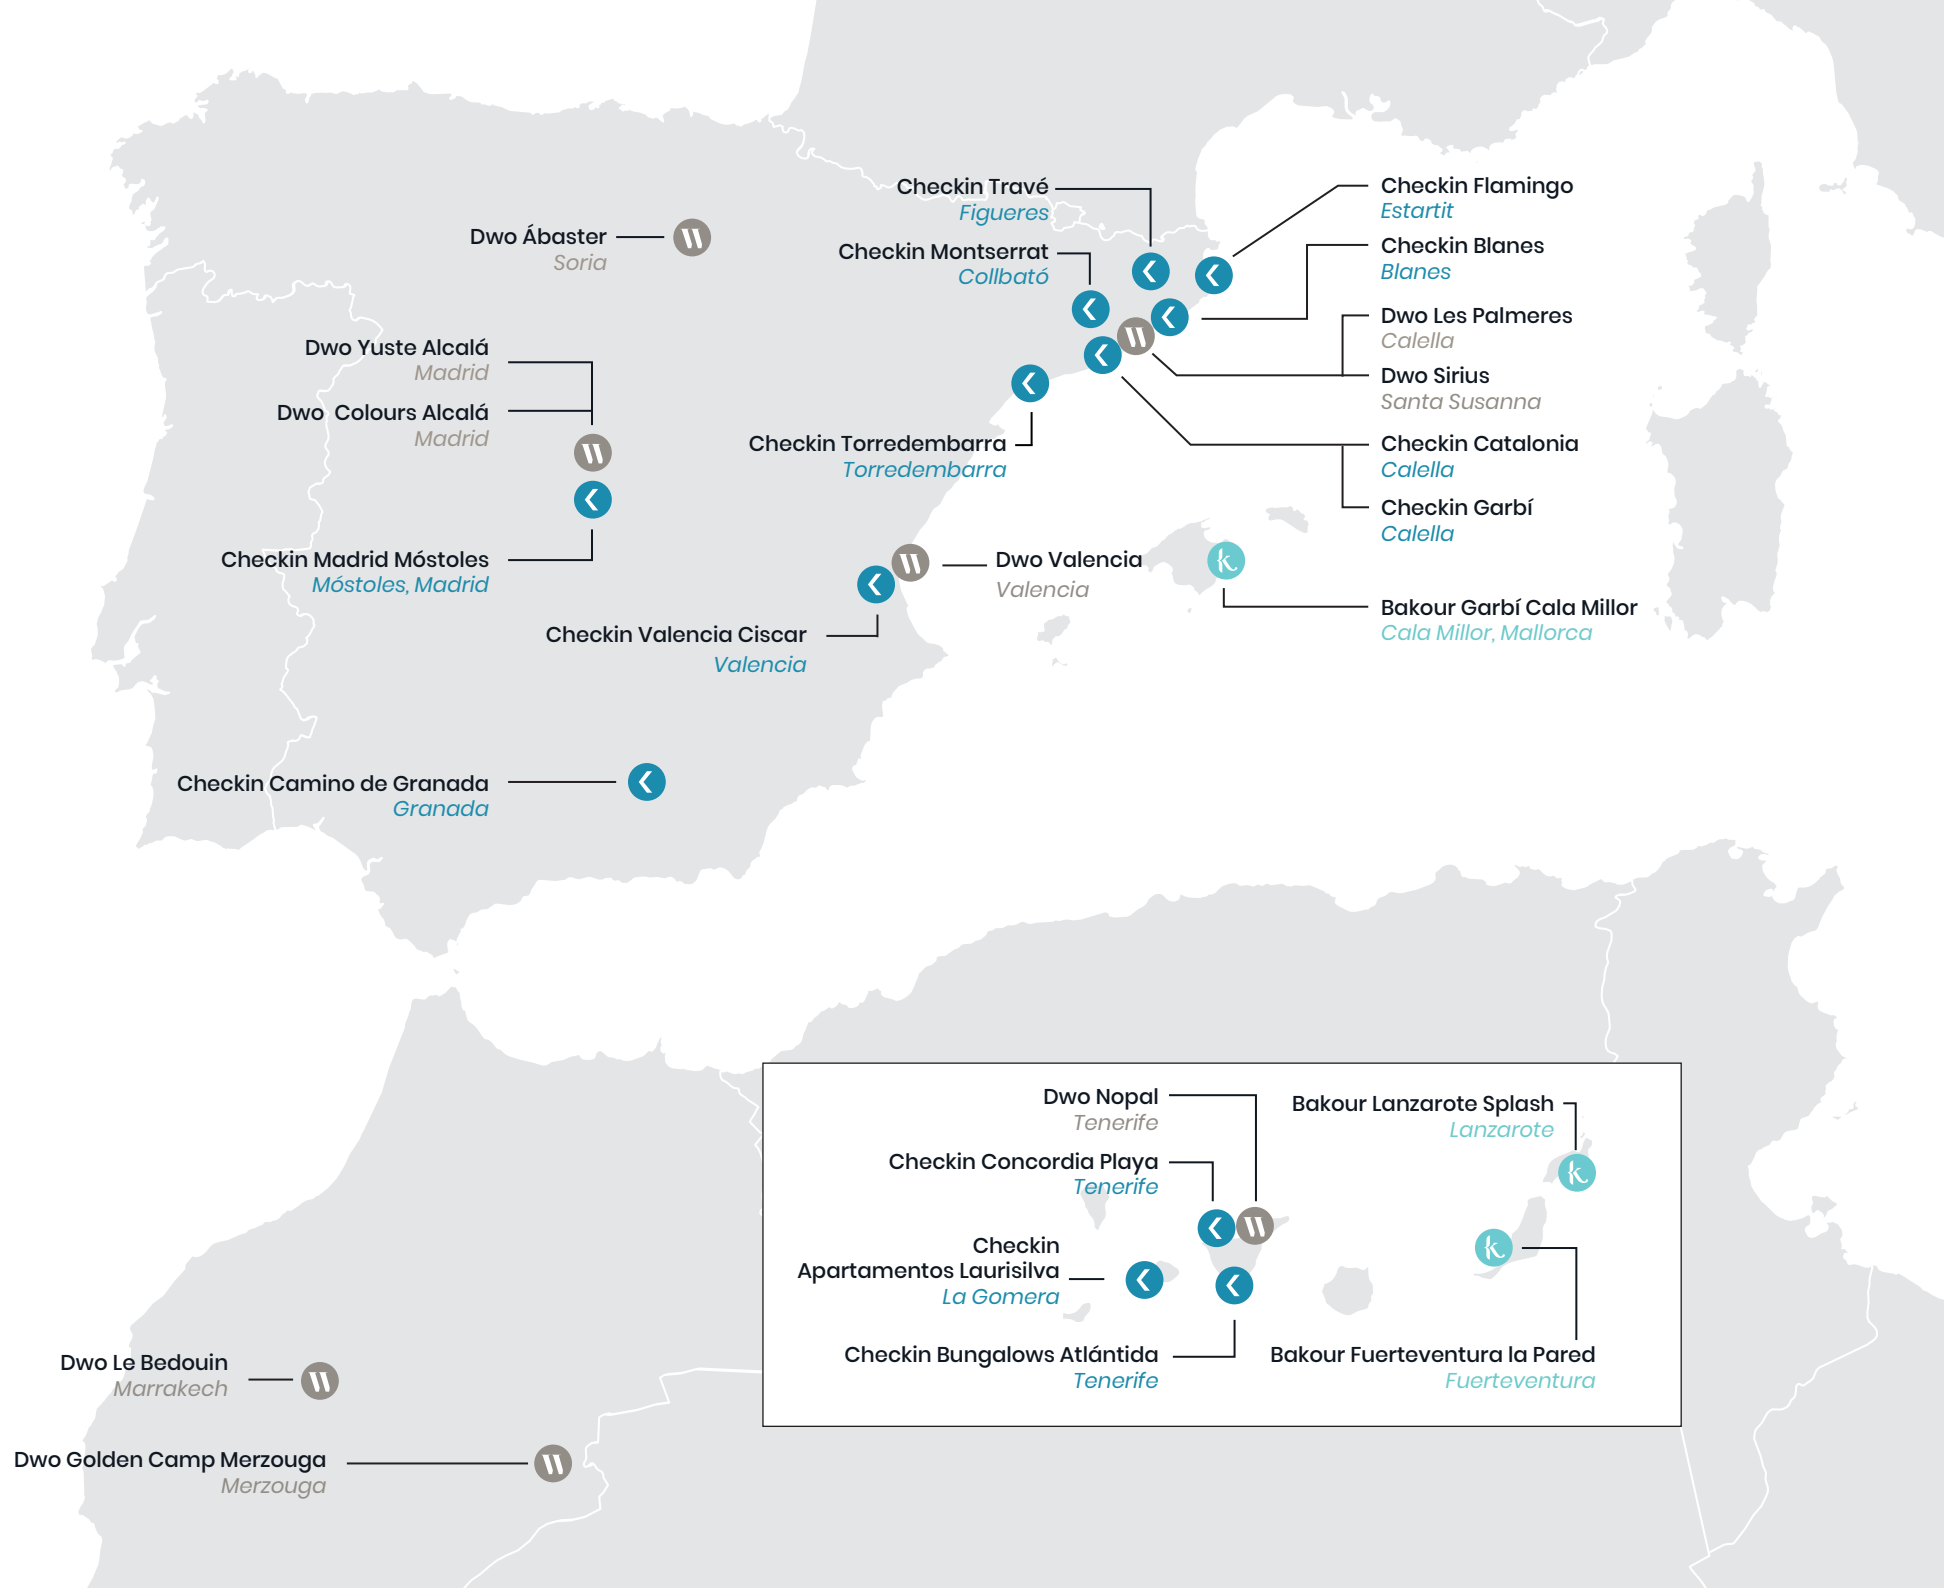 Checkin Travé
Figueres
Checkin Montserrat
Collbató
Checkin Flamingo
Estartit
Checkin Blanes
Blanes
Dwo Les Palmeres
Calella
Dwo Sirius
Santa Susanna
Checkin Catalonia
Calella
Checkin Garbí
Calella
Dwo Ábaster
Soria
Dwo Yuste Alcalá
Madrid
Dwo  Colours Alcalá
Madrid
Checkin Torredembarra
Torredembarra
Checkin Madrid Móstoles
Móstoles, Madrid
Dwo Valencia
Valencia
Checkin Valencia Ciscar
Valencia
Bakour Garbí Cala Millor
Cala Millor, Mallorca
Checkin Camino de Granada
Granada
Dwo Nopal
Tenerife
Checkin Concordia Playa
Tenerife
Checkin
Apartamentos Laurisilva
La Gomera
Checkin Bungalows Atlántida
Tenerife
Bakour Lanzarote Splash
Lanzarote
Bakour Fuerteventura la Pared
Fuerteventura
Dwo Le Bedouin
Marrakech
Dwo Golden Camp Merzouga
Merzouga